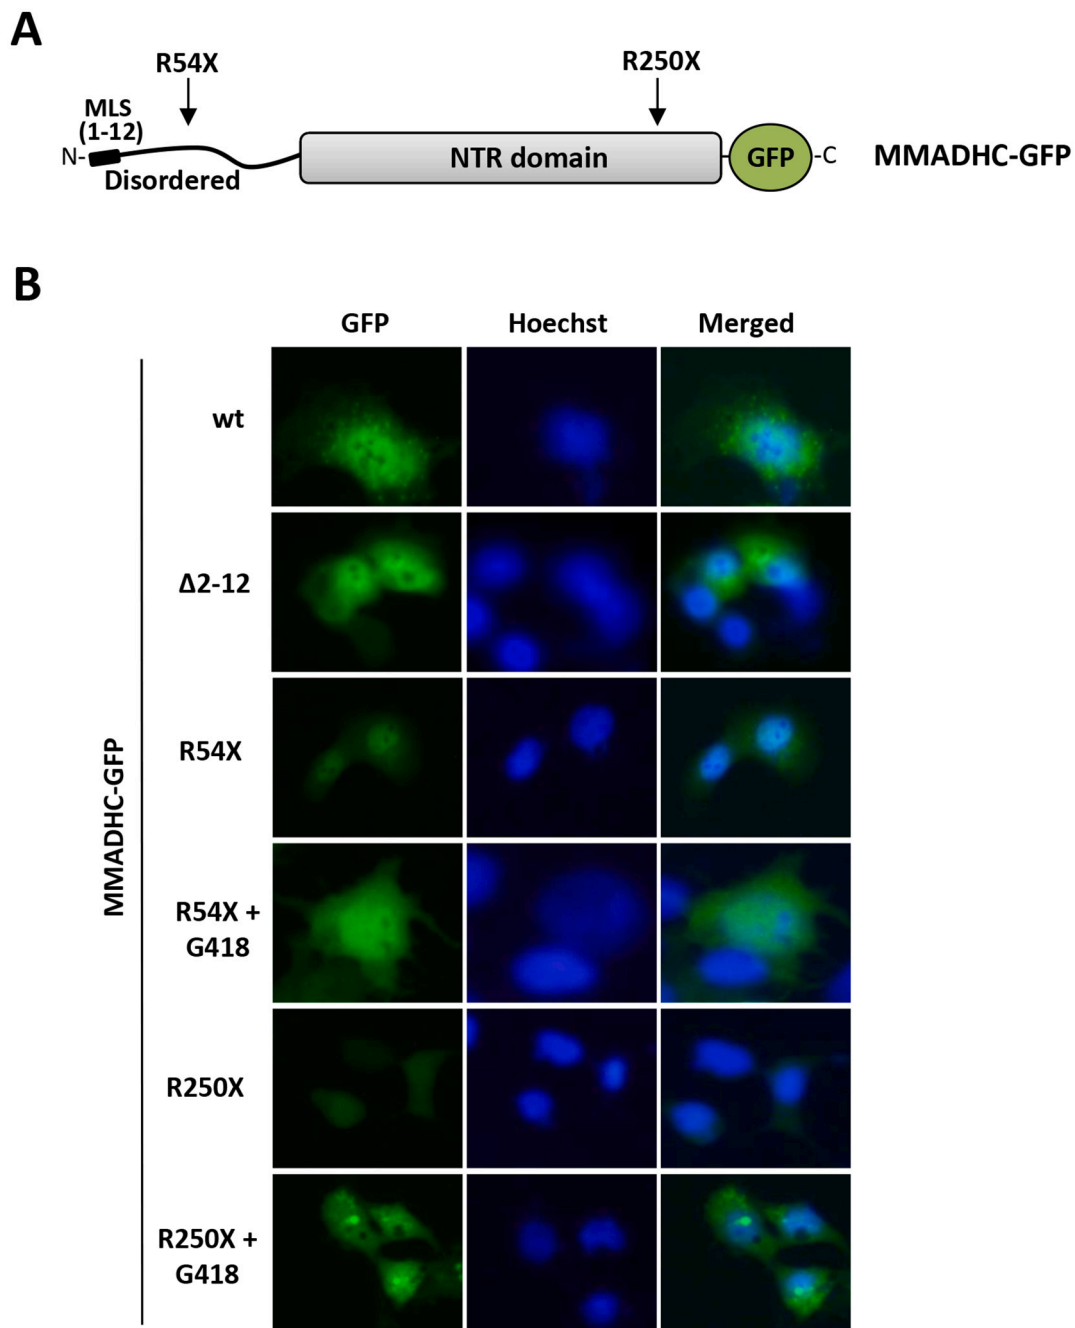 A
R54X
R250X
MLS
(1-12)
N-
NTR domain
GFP
-C
MMADHC-GFP
Disordered
B
GFP
Hoechst
Merged
MMADHC-GFP
wt
Δ2-12
R54X
R54X +
G418
R250X
R250X +
G418